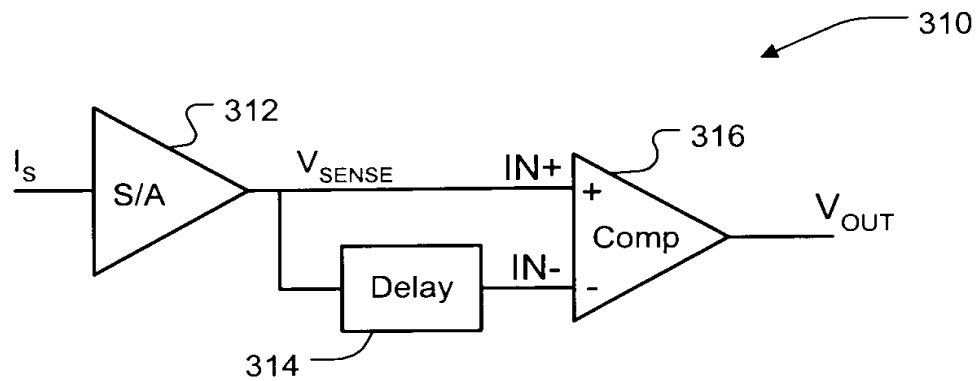 310
312
316
I_S
S/A
V_SENSE
IN+
+
Comp
V_OUT
IN-
-
Delay
314